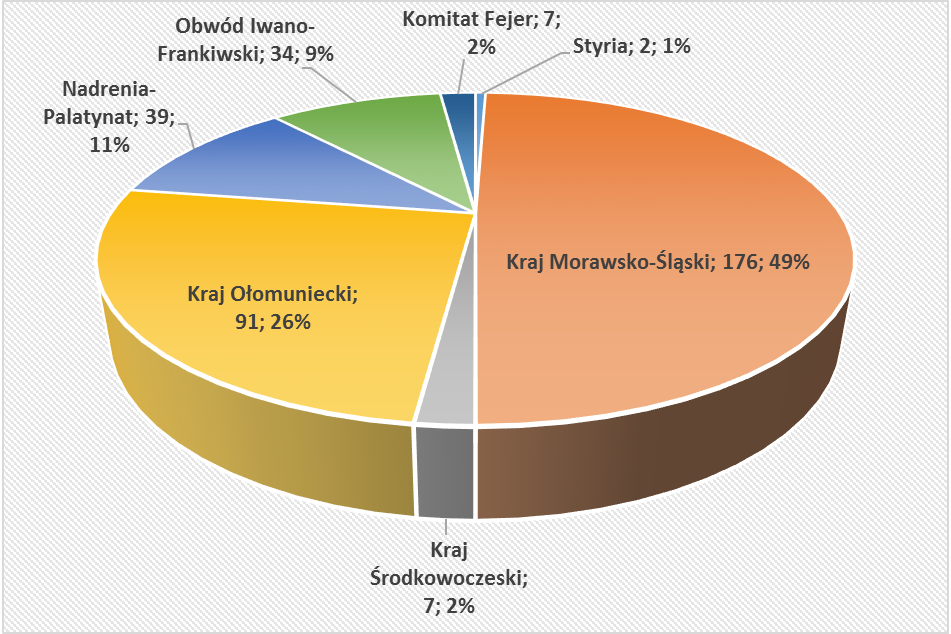 Komitat Fejer; 7;
2%
Obwód Iwano-
Frankiwski; 34; 9%
Styria; 2; 1%
Nadrenia-
Palatynat; 39;
11%
Kraj Morawsko-Śląski; 176; 49%
Kraj Ołomuniecki;
91; 26%
Kraj
Środkowoczeski;
7; 2%